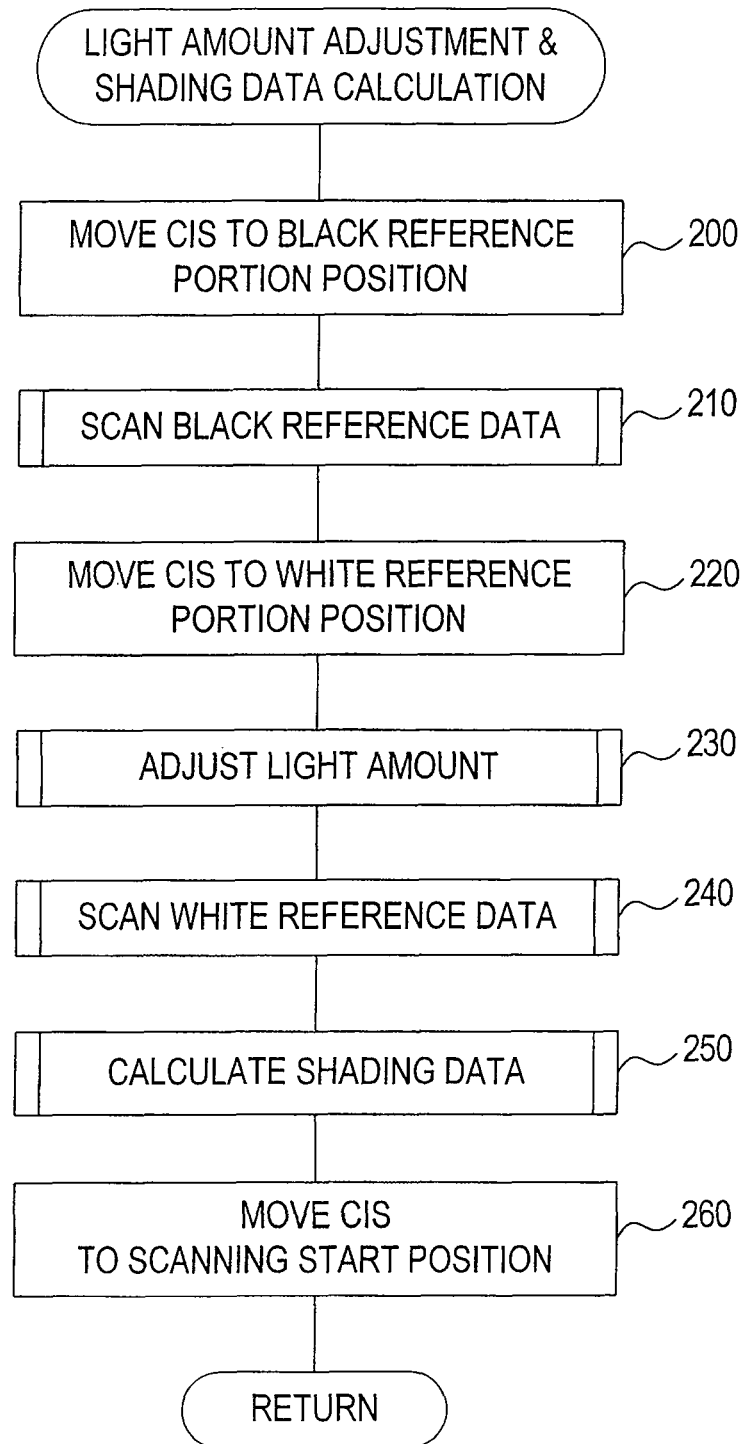 LIGHT AMOUNT ADJUSTMENT &
SHADING DATA CALCULATION
MOVE CIS TO BLACK REFERENCE
PORTION POSITION
200
SCAN BLACK REFERENCE DATA
210
MOVE CIS TO WHITE REFERENCE
PORTION POSITION
220
ADJUST LIGHT AMOUNT
230
SCAN WHITE REFERENCE DATA
240
CALCULATE SHADING DATA
250
MOVE CIS
TO SCANNING START POSITION
260
RETURN